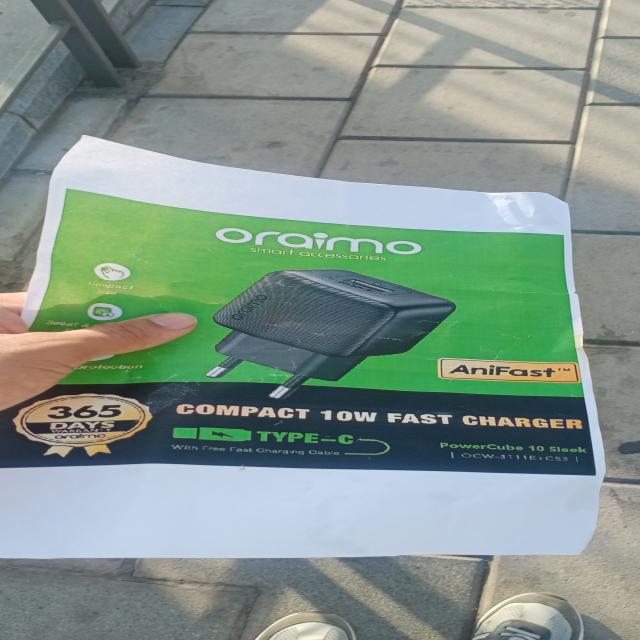 oraimo
smart accessories
Compact
oraimo
AniFast™
365
DAYS
WARRANTY
oraimo
COMPACT 10W FAST CHARGER
TYPE-C
With Free Fast Charging Cable
PowerCube 10 Sleek